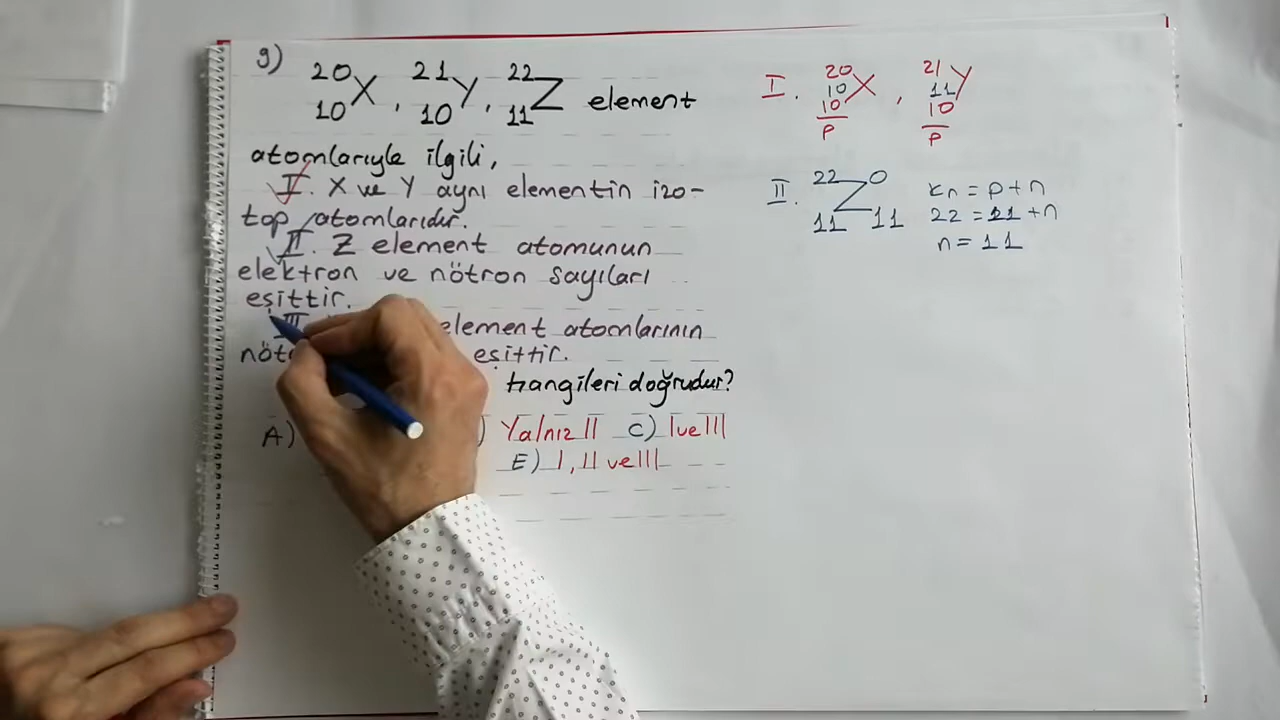 9)
20 10 X , 21 10 Y , 22 11 Z element
atomlarıyla ilgili,
I. X ve Y aynı elementin izo-
top atomlarıdır.
II. Z element atomunun
elektron ve nötron sayıları
eşittir.
III element atomlarının
eşittir.
hangileri doğrudur?
A) Yalnız II C) I ve III
E) I, II ve III
I. 20 10 10 X , 21 11 10 Y
P P
II. 22 Z 0 11 11
Kn = p + n
22 = 11 + n
n = 11